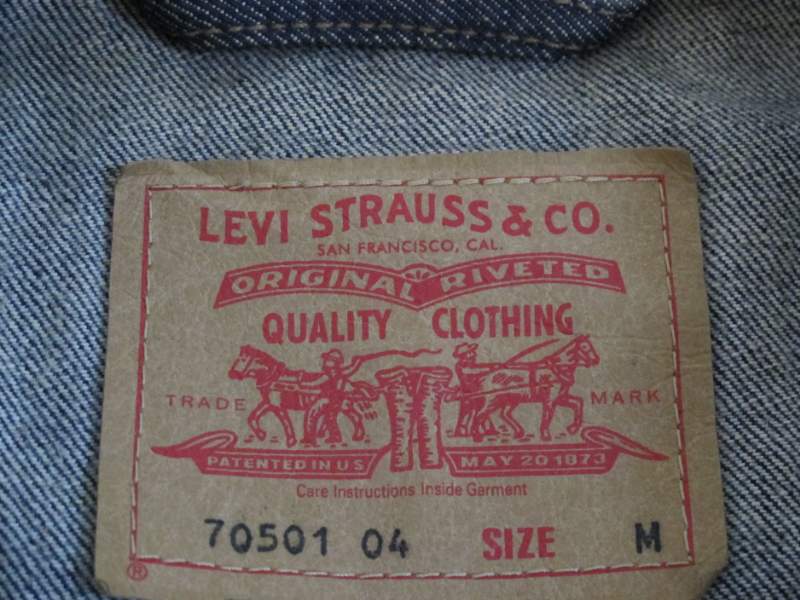 LEVI STRAUSS & CO.
SAN FRANCISCO, CAL.
ORIGINAL RIVETED
QUALITY CLOTHING
TRADE MARK
PATENTED IN US MAY 20 1873
Care Instructions Inside Garment
70501 04 SIZE M
®